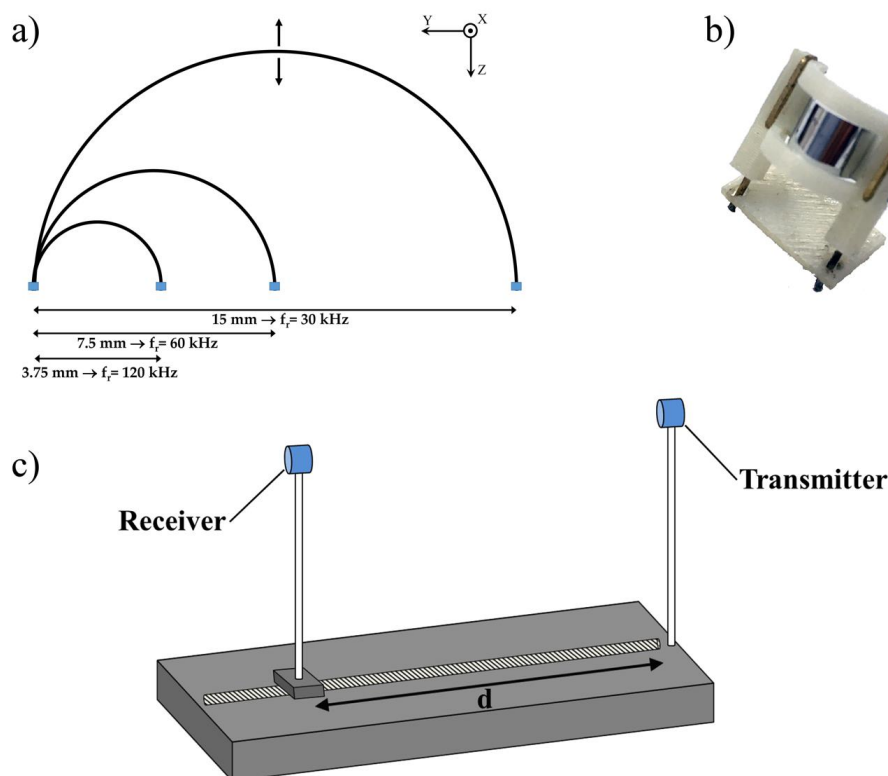 a)
Y
X
Z
b)
15 mm → fr= 30 kHz
7.5 mm → fr= 60 kHz
3.75 mm → fr= 120 kHz
c)
Receiver
Transmitter
d